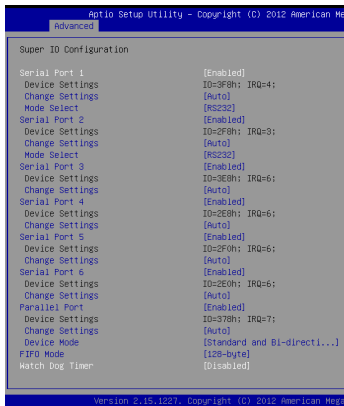 Aptio Setup Utility - Copyright (C) 2012 American
Advanced
Super IO Configuration
Serial Port 1 [Enabled]
Device Settings IO=3F8h; IRQ=4;
Change Settings [Auto]
Mode Select [RS232]
Serial Port 2 [Enabled]
Device Settings IO=2F8h; IRQ=3;
Change Settings [Auto]
Mode Select [RS232]
Serial Port 3 [Enabled]
Device Settings IO=3E8h; IRQ=6;
Change Settings [Auto]
Serial Port 4 [Enabled]
Device Settings IO=2E8h; IRQ=6;
Change Settings [Auto]
Serial Port 5 [Enabled]
Device Settings IO=2F0h; IRQ=6;
Change Settings [Auto]
Serial Port 6 [Enabled]
Device Settings IO=2E0h; IRQ=6;
Change Settings [Auto]
Parallel Port [Enabled]
Device Settings IO=378h; IRQ=7;
Change Settings [Auto]
Device Mode [Standard and Bi-directi...]
FIFO Mode [128-byte]
Watch Dog Timer [Disabled]
Version 2.15.1227. Copyright (C) 2012 American Mega